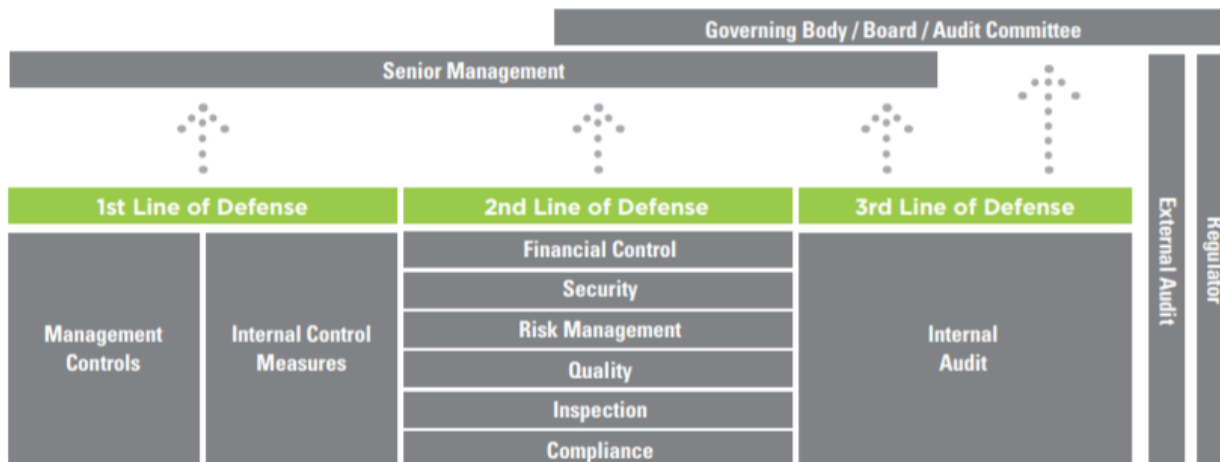 Governing Body / Board / Audit Committee
Senior Management
1st Line of Defense
2nd Line of Defense
3rd Line of Defense
Management
Controls
Internal Control
Measures
Financial Control
Security
Risk Management
Quality
Inspection
Compliance
Internal
Audit
External Audit
Regulator